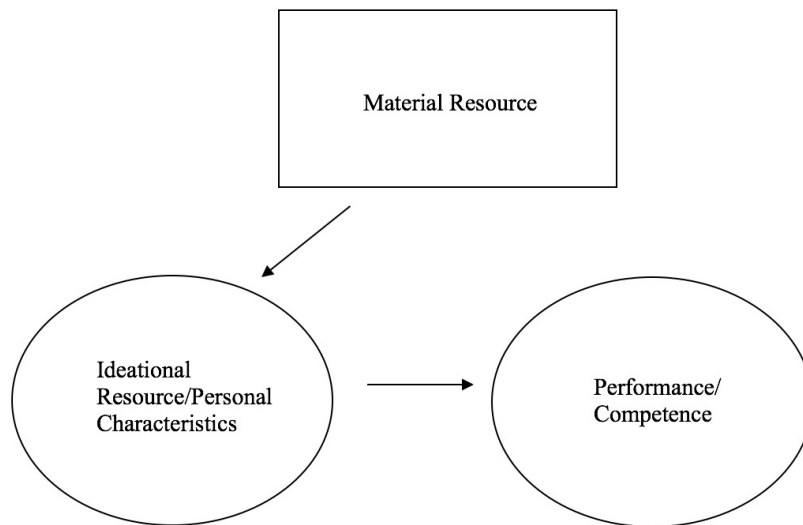 Material Resource
Ideational
Resource/Personal
Characteristics
Performance/
Competence